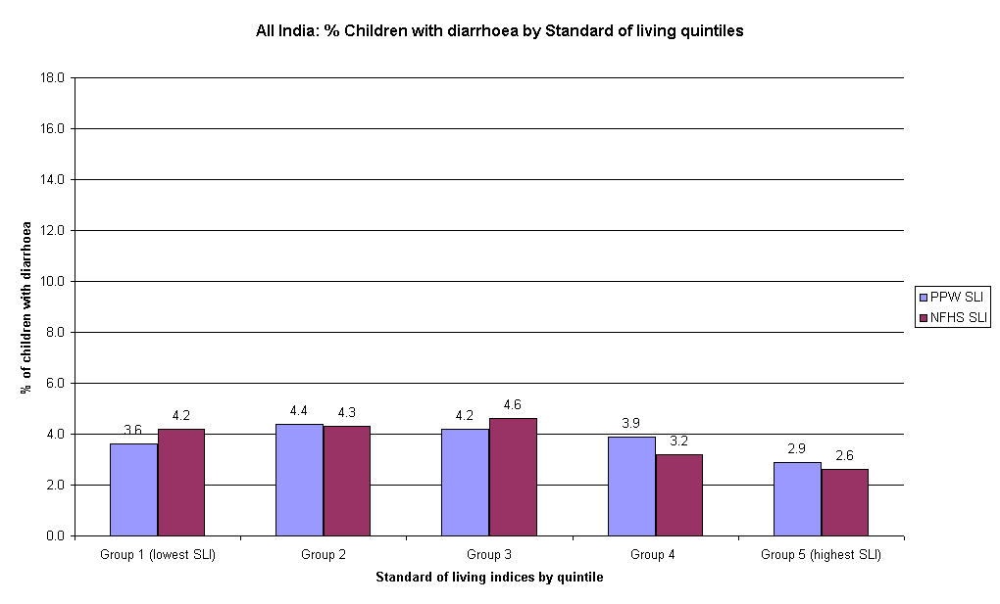 All India: % Children with diarrhoea by Standard of living quintiles
18.0
16.0
14.0
12.0
10.0
8.0
6.0
4.0
2.0
0.0
% of children with diarrhoea
3.6
4.2
4.4
4.3
4.2
4.6
3.9
3.2
2.9
2.6
Group 1 (lowest SLI)
Group 2
Group 3
Group 4
Group 5 (highest SLI)
Standard of living indices by quintile
PPW SLI
NFHS SLI